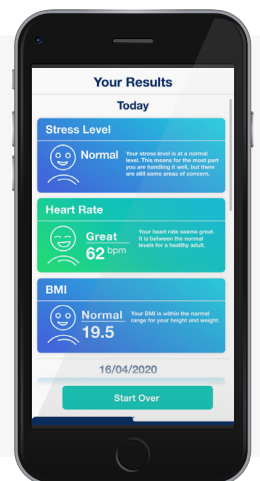 Your Results
Today
Stress Level
Normal
Your stress level is at a normal
level. This means for the most part
you are handling it well, but there
are still some areas of concern.
Heart Rate
Great
62 bpm
Your heart rate seems great.
It is between the normal
levels for a healthy adult.
BMI
Normal
19.5
Your BMI is within the normal
range for your height and weight.
16/04/2020
Start Over